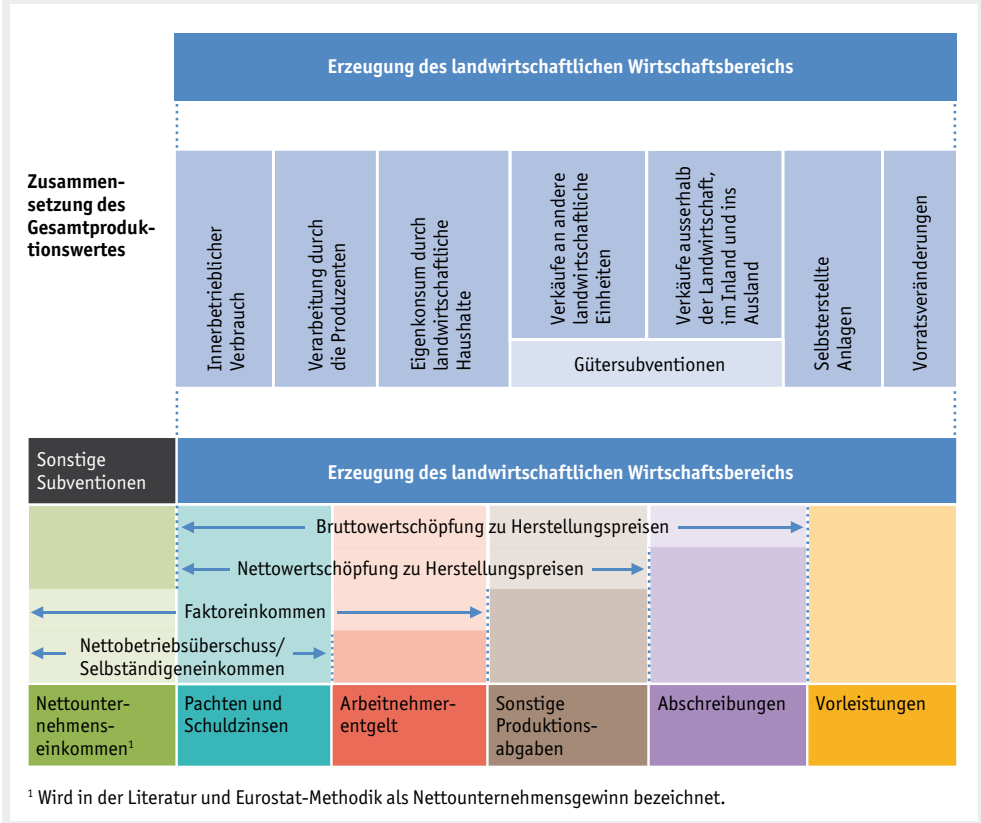 Erzeugung des landwirtschaftlichen Wirtschaftsbereichs
Zusammen-
setzung des
Gesamtproduk-
tionswertes
Innerbetrieblicher
Verbrauch
Verarbeitung durch
die Produzenten
Eigenkonsum durch
landwirtschaftliche
Haushalte
Verkäufe an andere
landwirtschaftliche
Einheiten
Verkäufe ausserhalb
der Landwirtschaft,
im Inland und ins
Ausland
Gütersubventionen
Selbsterstellte
Anlagen
Vorratsveränderungen
Sonstige
Subventionen
Erzeugung des landwirtschaftlichen Wirtschaftsbereichs
Bruttowertschöpfung zu Herstellungspreisen
Nettowertschöpfung zu Herstellungspreisen
Faktoreinkommen
Nettobetriebsüberschuss/
Selbständigeneinkommen
Nettounter-
nehmens-
einkommen¹
Pachten und
Schuldzinsen
Arbeitnehmer-
entgelt
Sonstige
Produktions-
abgaben
Abschreibungen
Vorleistungen
¹ Wird in der Literatur und Eurostat-Methodik als Nettounternehmensgewinn bezeichnet.